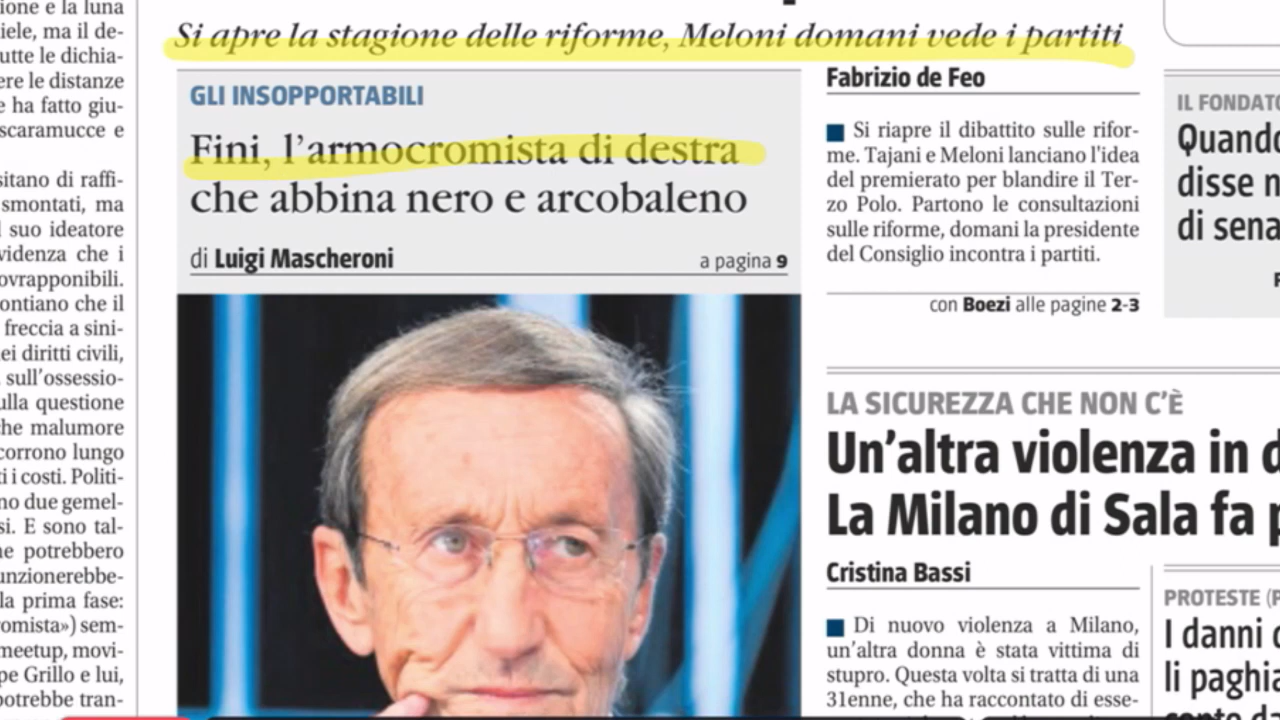 ione e la luna
iele, ma il de-
utte le dichia-
ere le distanze
e ha fatto giu-
scaramucce e
sitano di raffi-
smontati, ma
l suo ideatore
videnza che i
ovrapponibili.
ontiano che il
freccia a sini-
ei diritti civili,
sull'ossessio-
ulla questione
che malumore
corrono lungo
ti i costi. Politi-
no due gemel-
si. E sono tal-
ne potrebbero
unzionerebbe-
la prima fase:
romista») sem-
meetup, movi-
pe Grillo e lui,
potrebbe tran-
Si apre la stagione delle riforme, Meloni domani vede i partiti
GLI INSOPPORTABILI
Fini, l'armocromista di destra
che abbina nero e arcobaleno
di Luigi Mascheroni
a pagina 9
Fabrizio de Feo
Si riapre il dibattito sulle rifor-
me. Tajani e Meloni lanciano l'idea
del premierato per blandire il Ter-
zo Polo. Partono le consultazioni
sulle riforme, domani la presidente
del Consiglio incontra i partiti.
con Boezi alle pagine 2-3
IL FONDATO
Quando
disse n
di sena
LA SICUREZZA CHE NON C'È
Un'altra violenza in d
La Milano di Sala fa p
Cristina Bassi
Di nuovo violenza a Milano,
un'altra donna è stata vittima di
stupro. Questa volta si tratta di una
31enne, che ha raccontato di esse-
PROTESTE (P
I danni c
li paghia